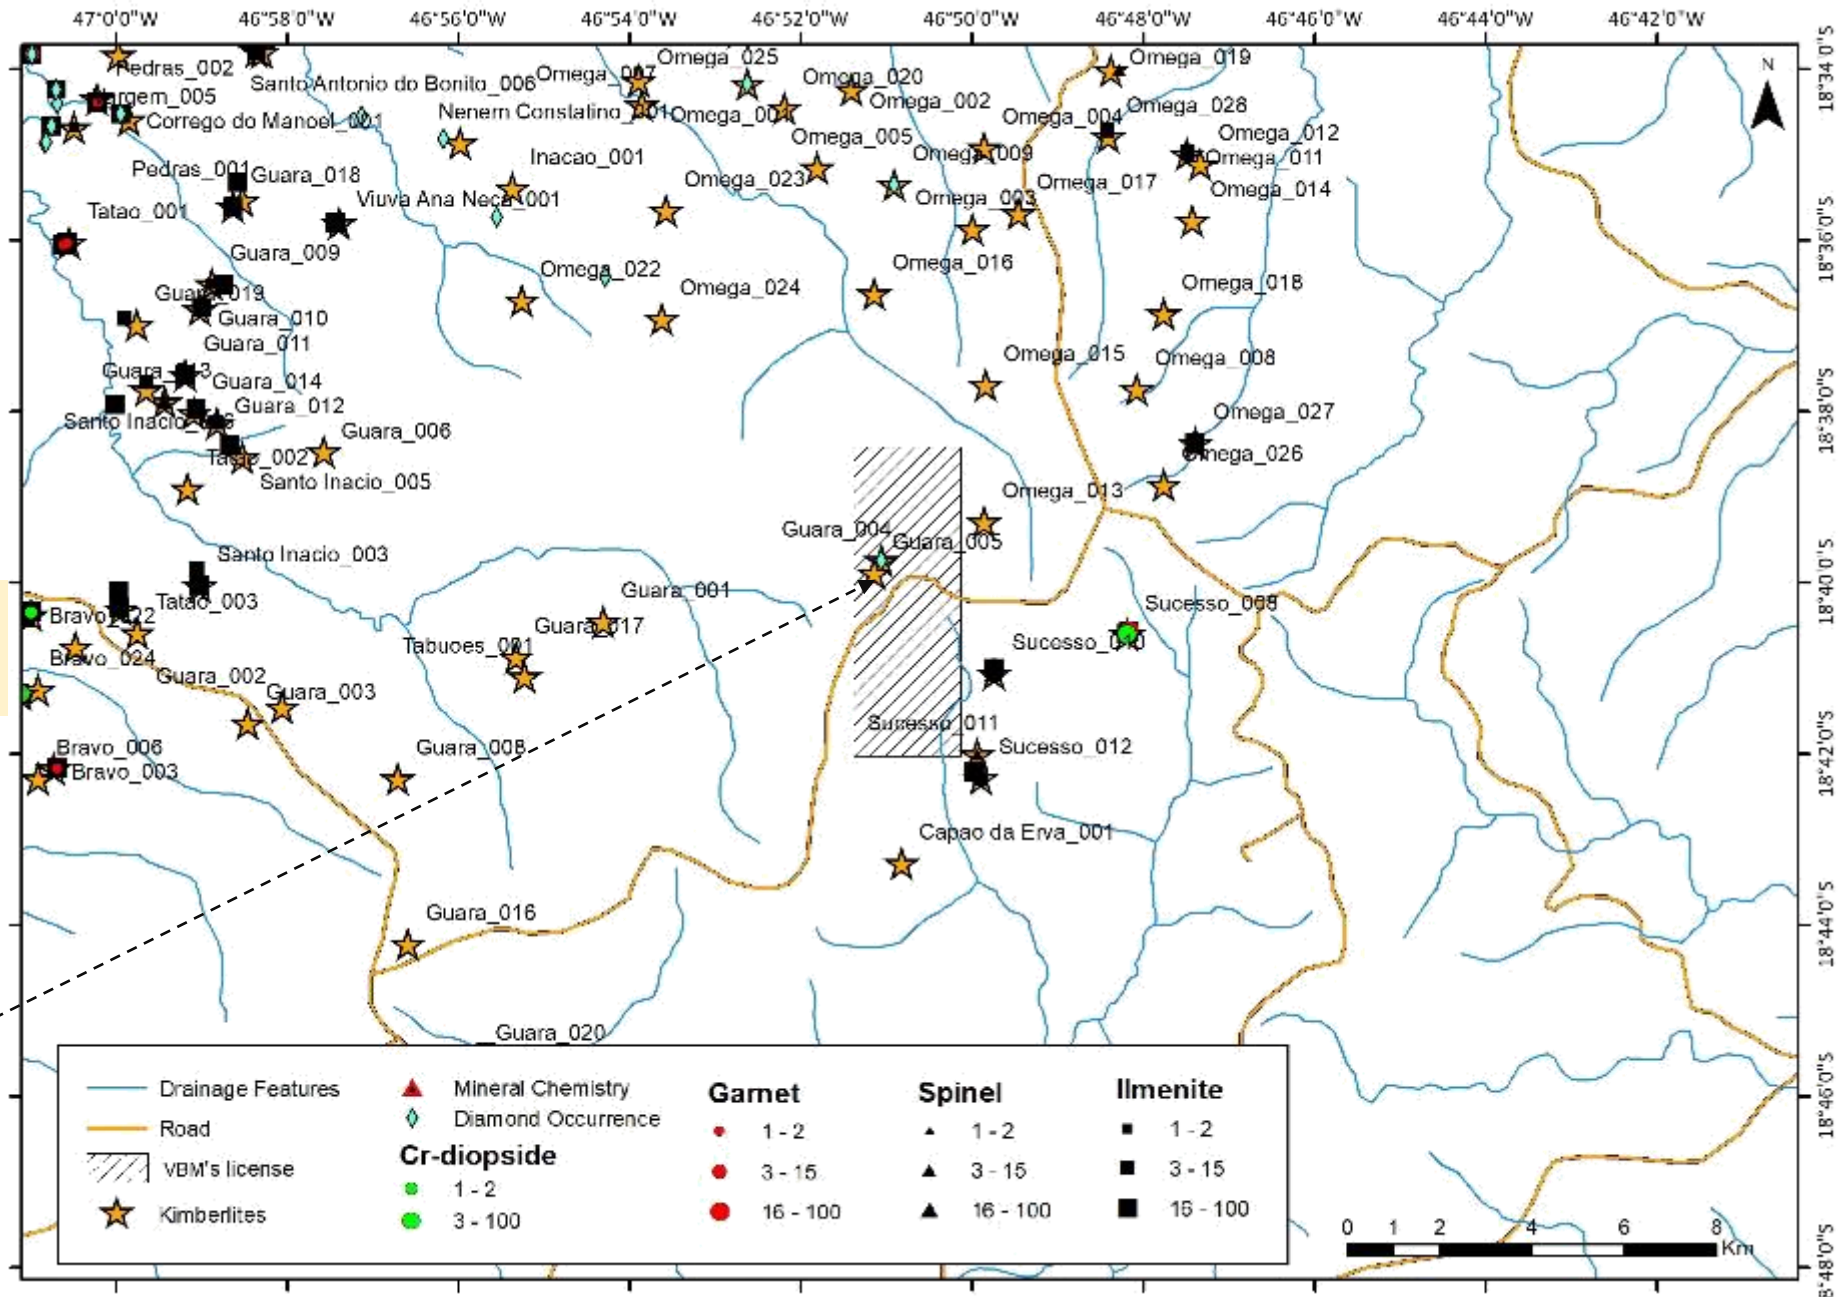 47°0'0"W 46°58'0"W 46°56'0"W 46°54'0"W 46°52'0"W 46°50'0"W 46°48'0"W 46°46'0"W 46°44'0"W 46°42'0"W
18°34'0"S
18°36'0"S
18°38'0"S
18°40'0"S
18°42'0"S
18°44'0"S
18°46'0"S
18°48'0"S
N
Pedras_002
Santo Antonio do Bonito_006
Omega_025
Omega_020
Omega_019
Omega_002
Omega_028
Corrego do Manoel_001
Nenem Constalino_001
Omega_005
Omega_004
Omega_012
Omega_011
Pedras_001
Guara_018
Inacao_001
Omega_023
Omega_009
Omega_017
Omega_014
Tatao_001
Viuva Ana Neca_001
Omega_003
Guara_009
Omega_022
Omega_024
Omega_016
Omega_018
Guara_019
Guara_010
Guara_011
Omega_015
Omega_008
Guara_013
Guara_014
Guara_012
Omega_027
Guara_006
Omega_026
Tatao_002
Santo Inacio_005
Omega_013
Guara_004
Guara_005
Santo Inacio_003
Tatao_003
Guara_001
Sucesso_008
Guara_017
Tabuoes_001
Bravo_024
Guara_002
Guara_003
Sucesso_011
Sucesso_012
Bravo_006
Bravo_003
Guara_008
Capao da Erva_001
Guara_016
Guara_020
Drainage Features
Road
VBM's license
Kimberlites
Mineral Chemistry
Diamond Occurrence
Cr-diopside
1 - 2
3 - 100
Garnet
1 - 2
3 - 15
16 - 100
Spinel
1 - 2
3 - 15
16 - 100
Ilmenite
1 - 2
3 - 15
16 - 100
0 1 2 4 6 8
Km